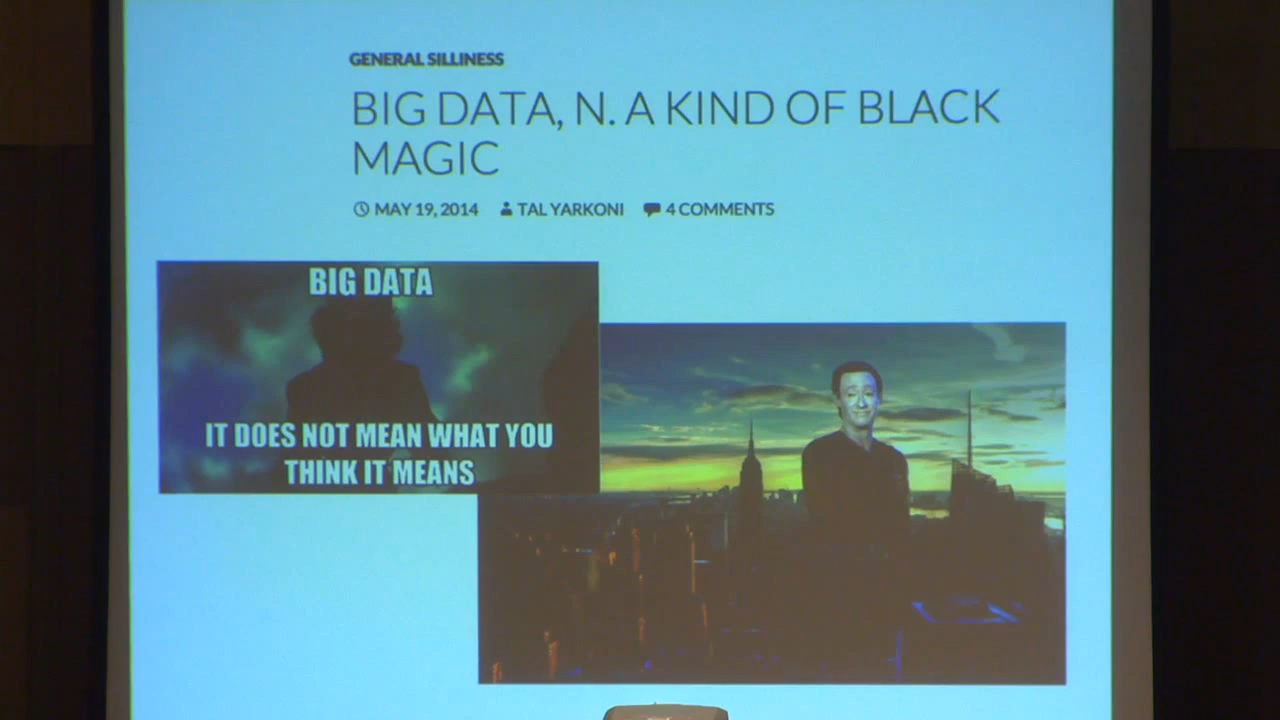 GENERAL SILLINESS
BIG DATA, N. A KIND OF BLACK
MAGIC
MAY 19, 2014 TAL YARKONI 4 COMMENTS
BIG DATA
IT DOES NOT MEAN WHAT YOU
THINK IT MEANS